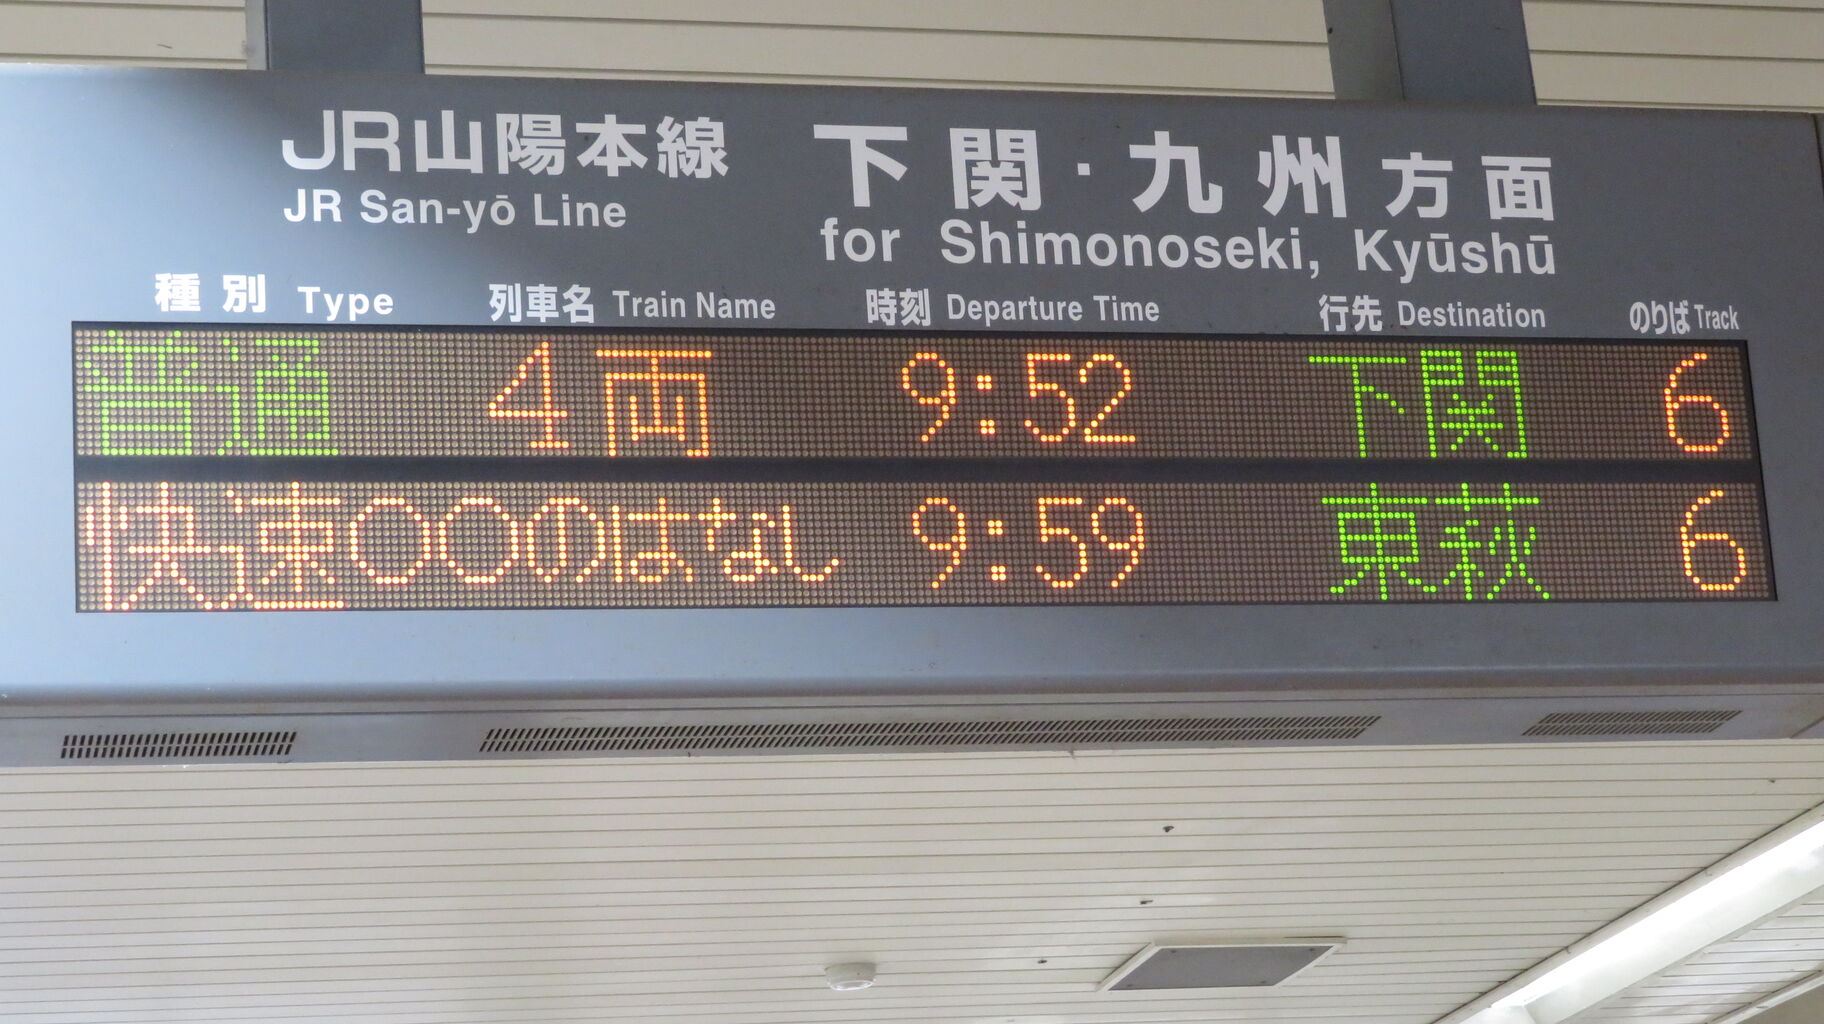 JR山陽本線 下関・九州方面
JR San-yō Line for Shimonoseki, Kyūshū
種別 Type 列車名 Train Name 時刻 Departure Time 行先 Destination のりば Track
普通 4両 9:52 下関 6
快速 〇〇のはなし 9:59 東萩 6